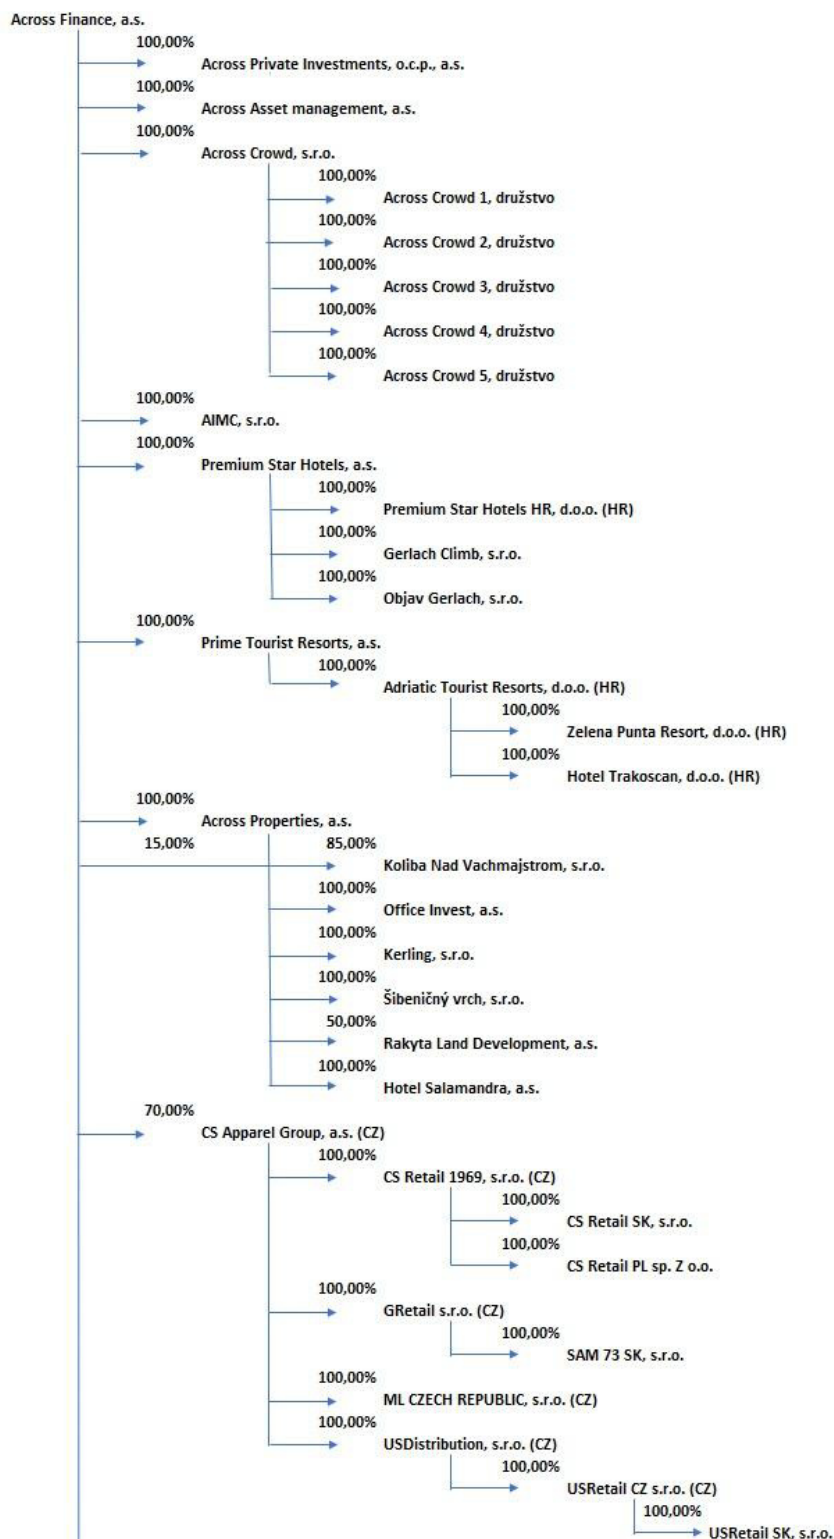 Across Finance, a.s.
100,00%
Across Private Investments, o.c.p., a.s.
100,00%
Across Asset management, a.s.
100,00%
Across Crowd, s.r.o.
100,00%
Across Crowd 1, družstvo
100,00%
Across Crowd 2, družstvo
100,00%
Across Crowd 3, družstvo
100,00%
Across Crowd 4, družstvo
100,00%
Across Crowd 5, družstvo
100,00%
AIMC, s.r.o.
100,00%
Premium Star Hotels, a.s.
100,00%
Premium Star Hotels HR, d.o.o. (HR)
100,00%
Gerlach Climb, s.r.o.
100,00%
Objav Gerlach, s.r.o.
100,00%
Prime Tourist Resorts, a.s.
100,00%
Adriatic Tourist Resorts, d.o.o. (HR)
100,00%
Zelena Punta Resort, d.o.o. (HR)
100,00%
Hotel Trakoscan, d.o.o. (HR)
100,00%
Across Properties, a.s.
15,00% 85,00%
Koliba Nad Vachmajstrom, s.r.o.
100,00%
Office Invest, a.s.
100,00%
Kerling, s.r.o.
100,00%
Šibeničný vrch, s.r.o.
50,00%
Rakyta Land Development, a.s.
100,00%
Hotel Salamandra, a.s.
70,00%
CS Apparel Group, a.s. (CZ)
100,00%
CS Retail 1969, s.r.o. (CZ)
100,00%
CS Retail SK, s.r.o.
100,00%
CS Retail PL sp. Z o.o.
100,00%
GRetail s.r.o. (CZ)
100,00%
SAM 73 SK, s.r.o.
100,00%
ML CZECH REPUBLIC, s.r.o. (CZ)
100,00%
USDistribution, s.r.o. (CZ)
100,00%
USRetail CZ s.r.o. (CZ)
100,00%
USRetail SK, s.r.o.